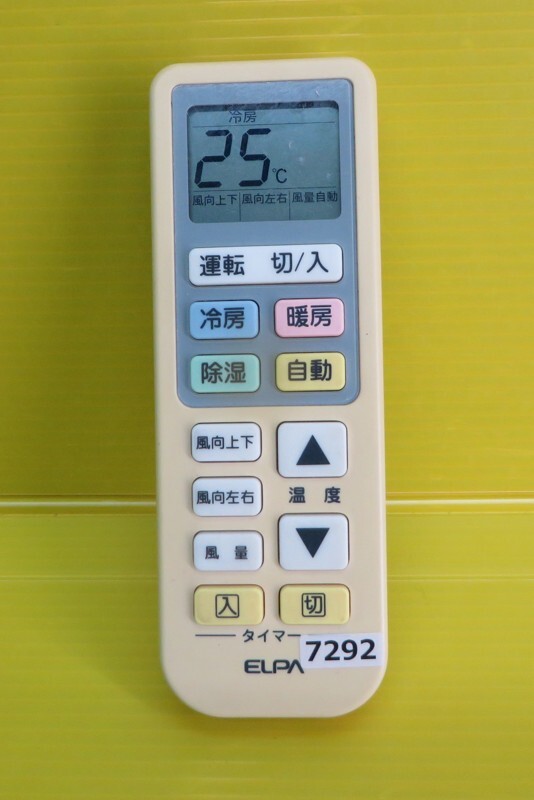 冷房
25℃
風向上下 風向左右 風量自動
運転 切/入
冷房 暖房
除湿 自動
風向上下
▲
風向左右
温度
風量
▼
入 切
タイマー
ELPA
7292